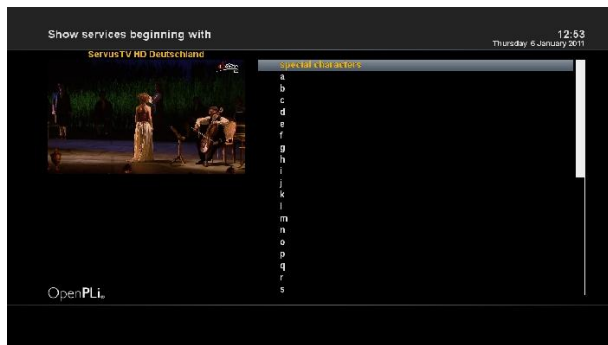 Show services beginning with
12:53
Thursday 6 January 2011
ServusTV HD Deutschland
special characters
a
b
c
d
e
f
g
h
i
j
k
l
m
n
o
p
q
r
s
OpenPLi®